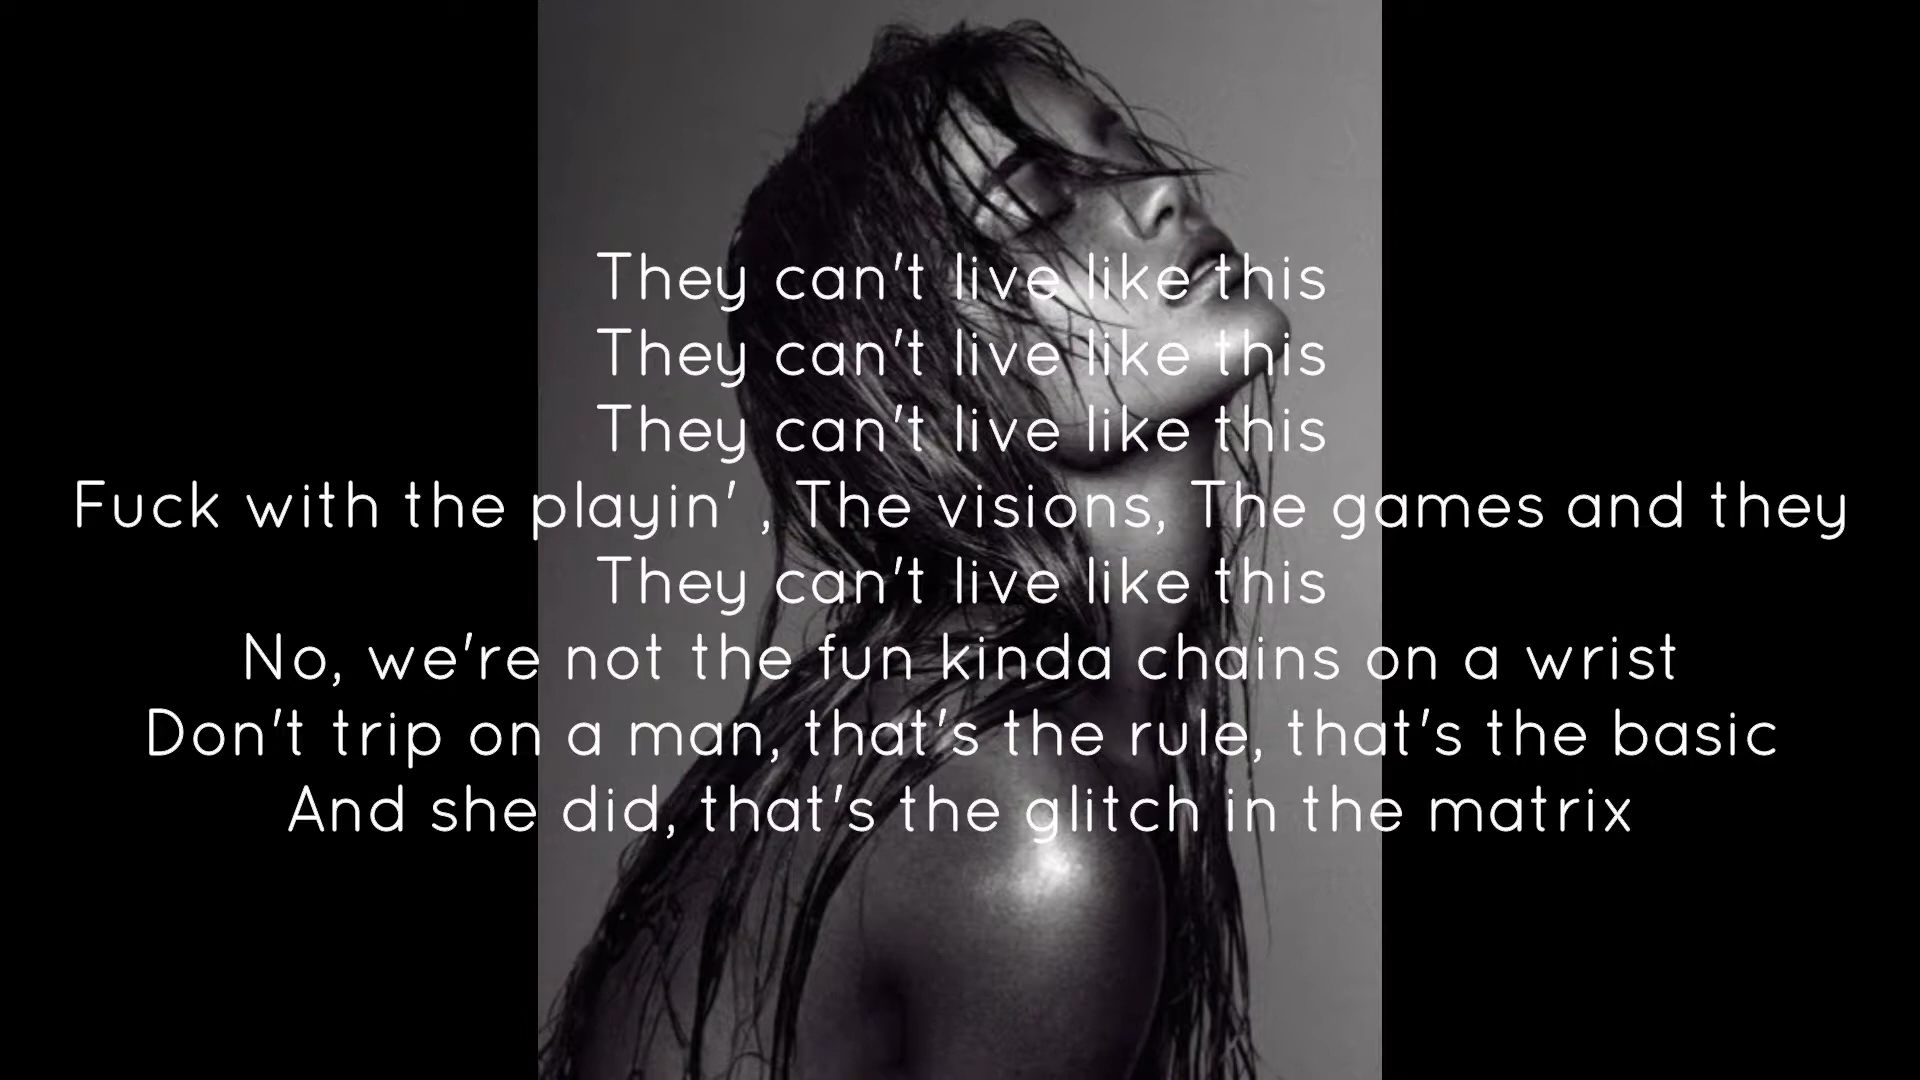 They can't live like this
They can't live like this
They can't live like this
Fuck with the playin' , The visions, The games and they
They can't live like this
No, we're not the fun kinda chains on a wrist
Don't trip on a man, that's the rule, that's the basic
And she did, that's the glitch in the matrix